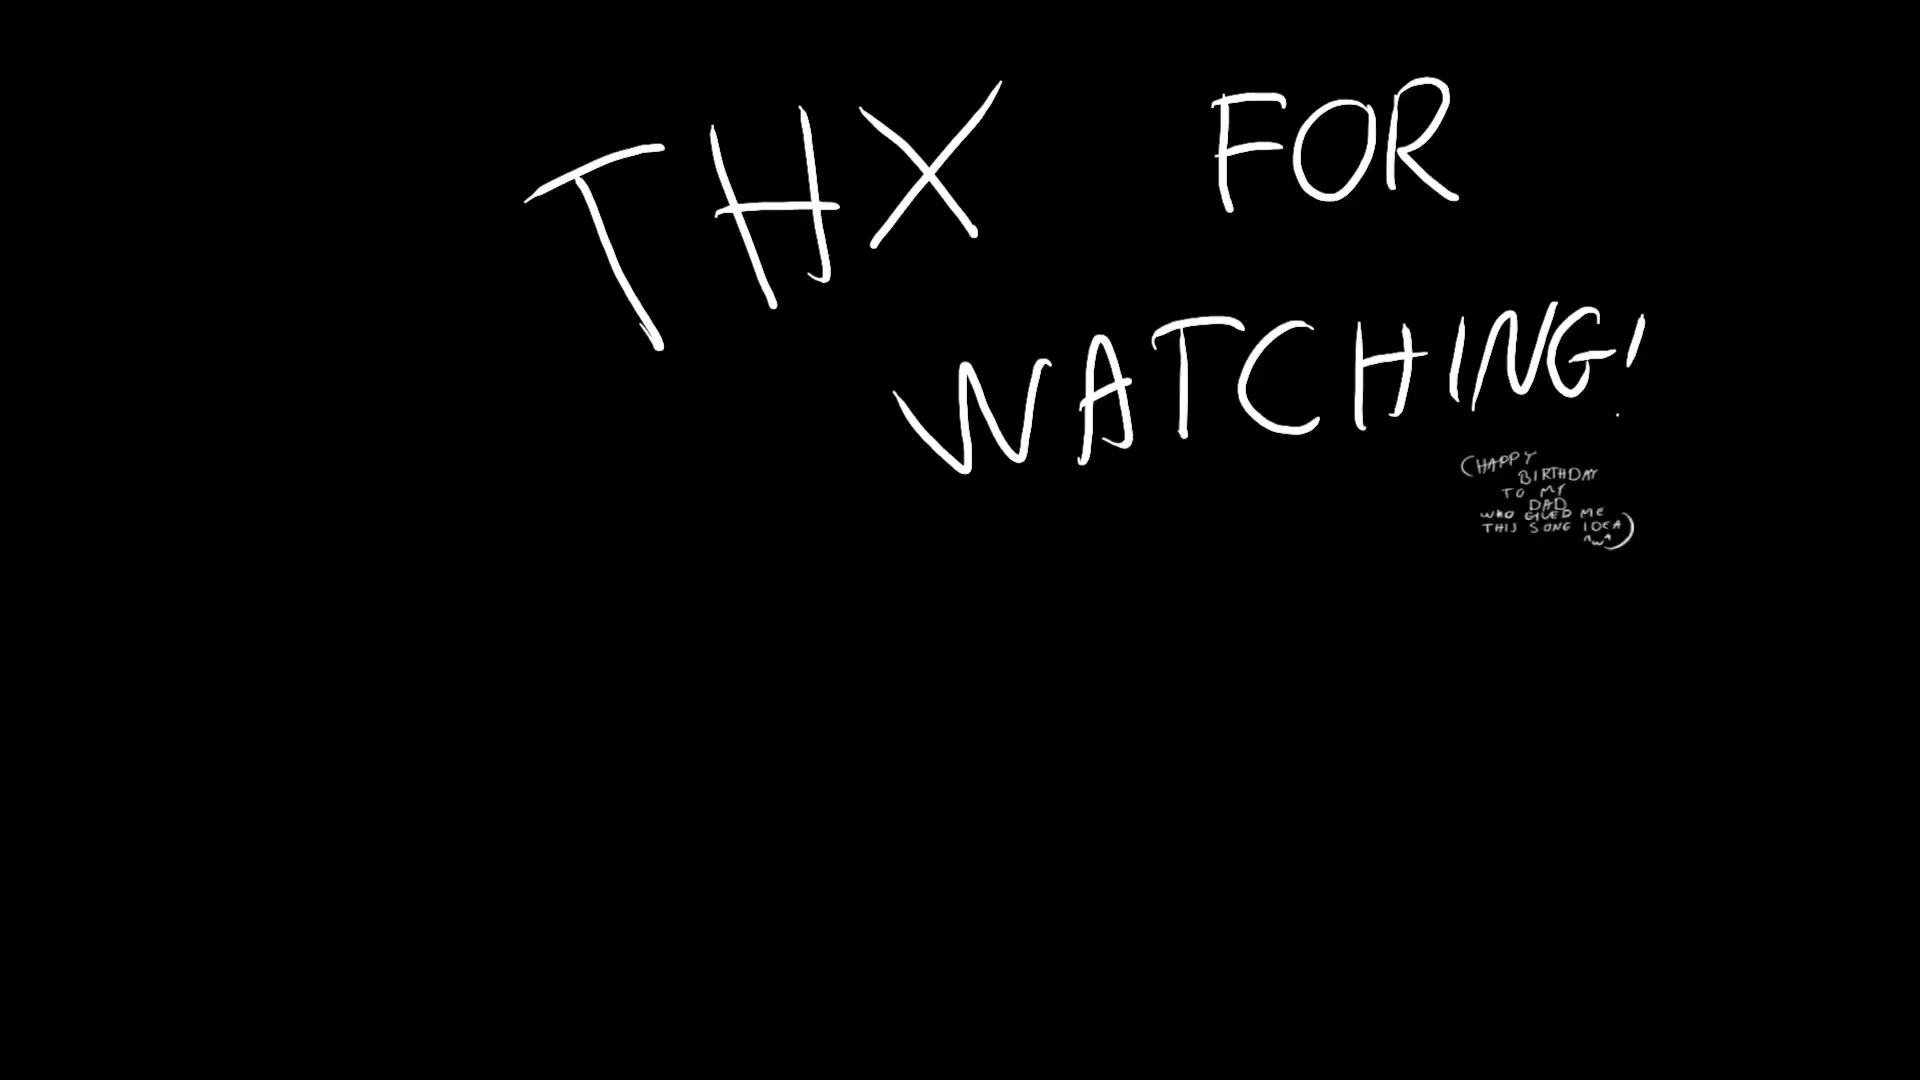 THX FOR
WATCHING!
(HAPPY
BIRTHDAY
TO MY
DAD
WHO GIVED ME
THIS SONG IDEA
^w^)